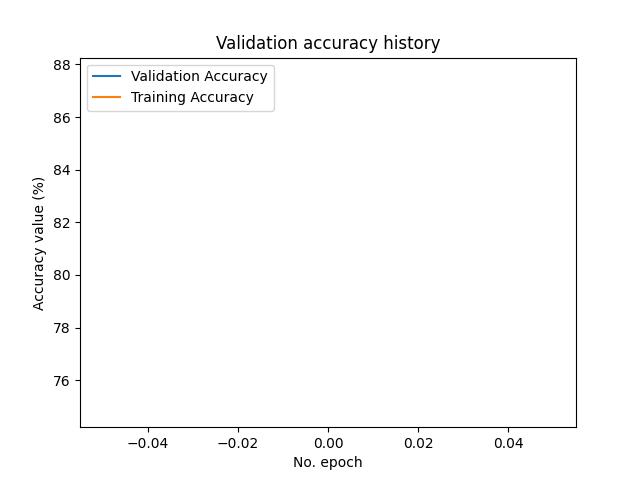 Validation accuracy history
Validation Accuracy
Training Accuracy
Accuracy value (%)
88
86
84
82
80
78
76
−0.04 −0.02 0.00 0.02 0.04
No. epoch